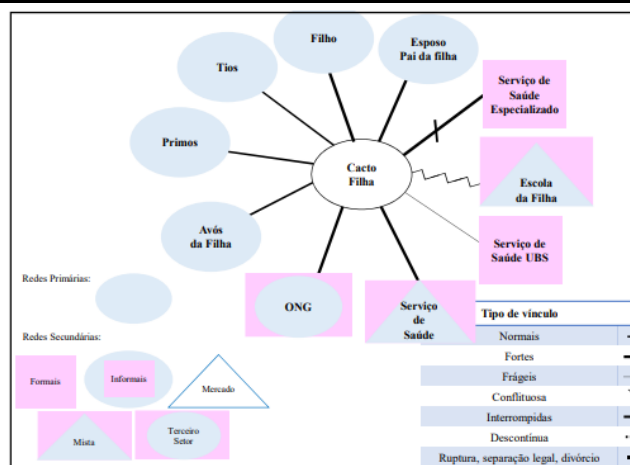 Filho
Esposo
Pai da filha
Tios
Serviço de
Saúde
Especializado
Primos
Cacto
Filha
Escola
da Filha
Avós
da Filha
Serviço de
Saúde UBS
ONG
Serviço
de
Saúde
Redes Primárias:
Redes Secundárias:
Formais
Informais
Mercado
Mista
Terceiro
Setor
Tipo de vínculo
Normais
Fortes
Frágeis
Conflituosa
Interrompidas
Descontínua
Ruptura, separação legal, divórcio